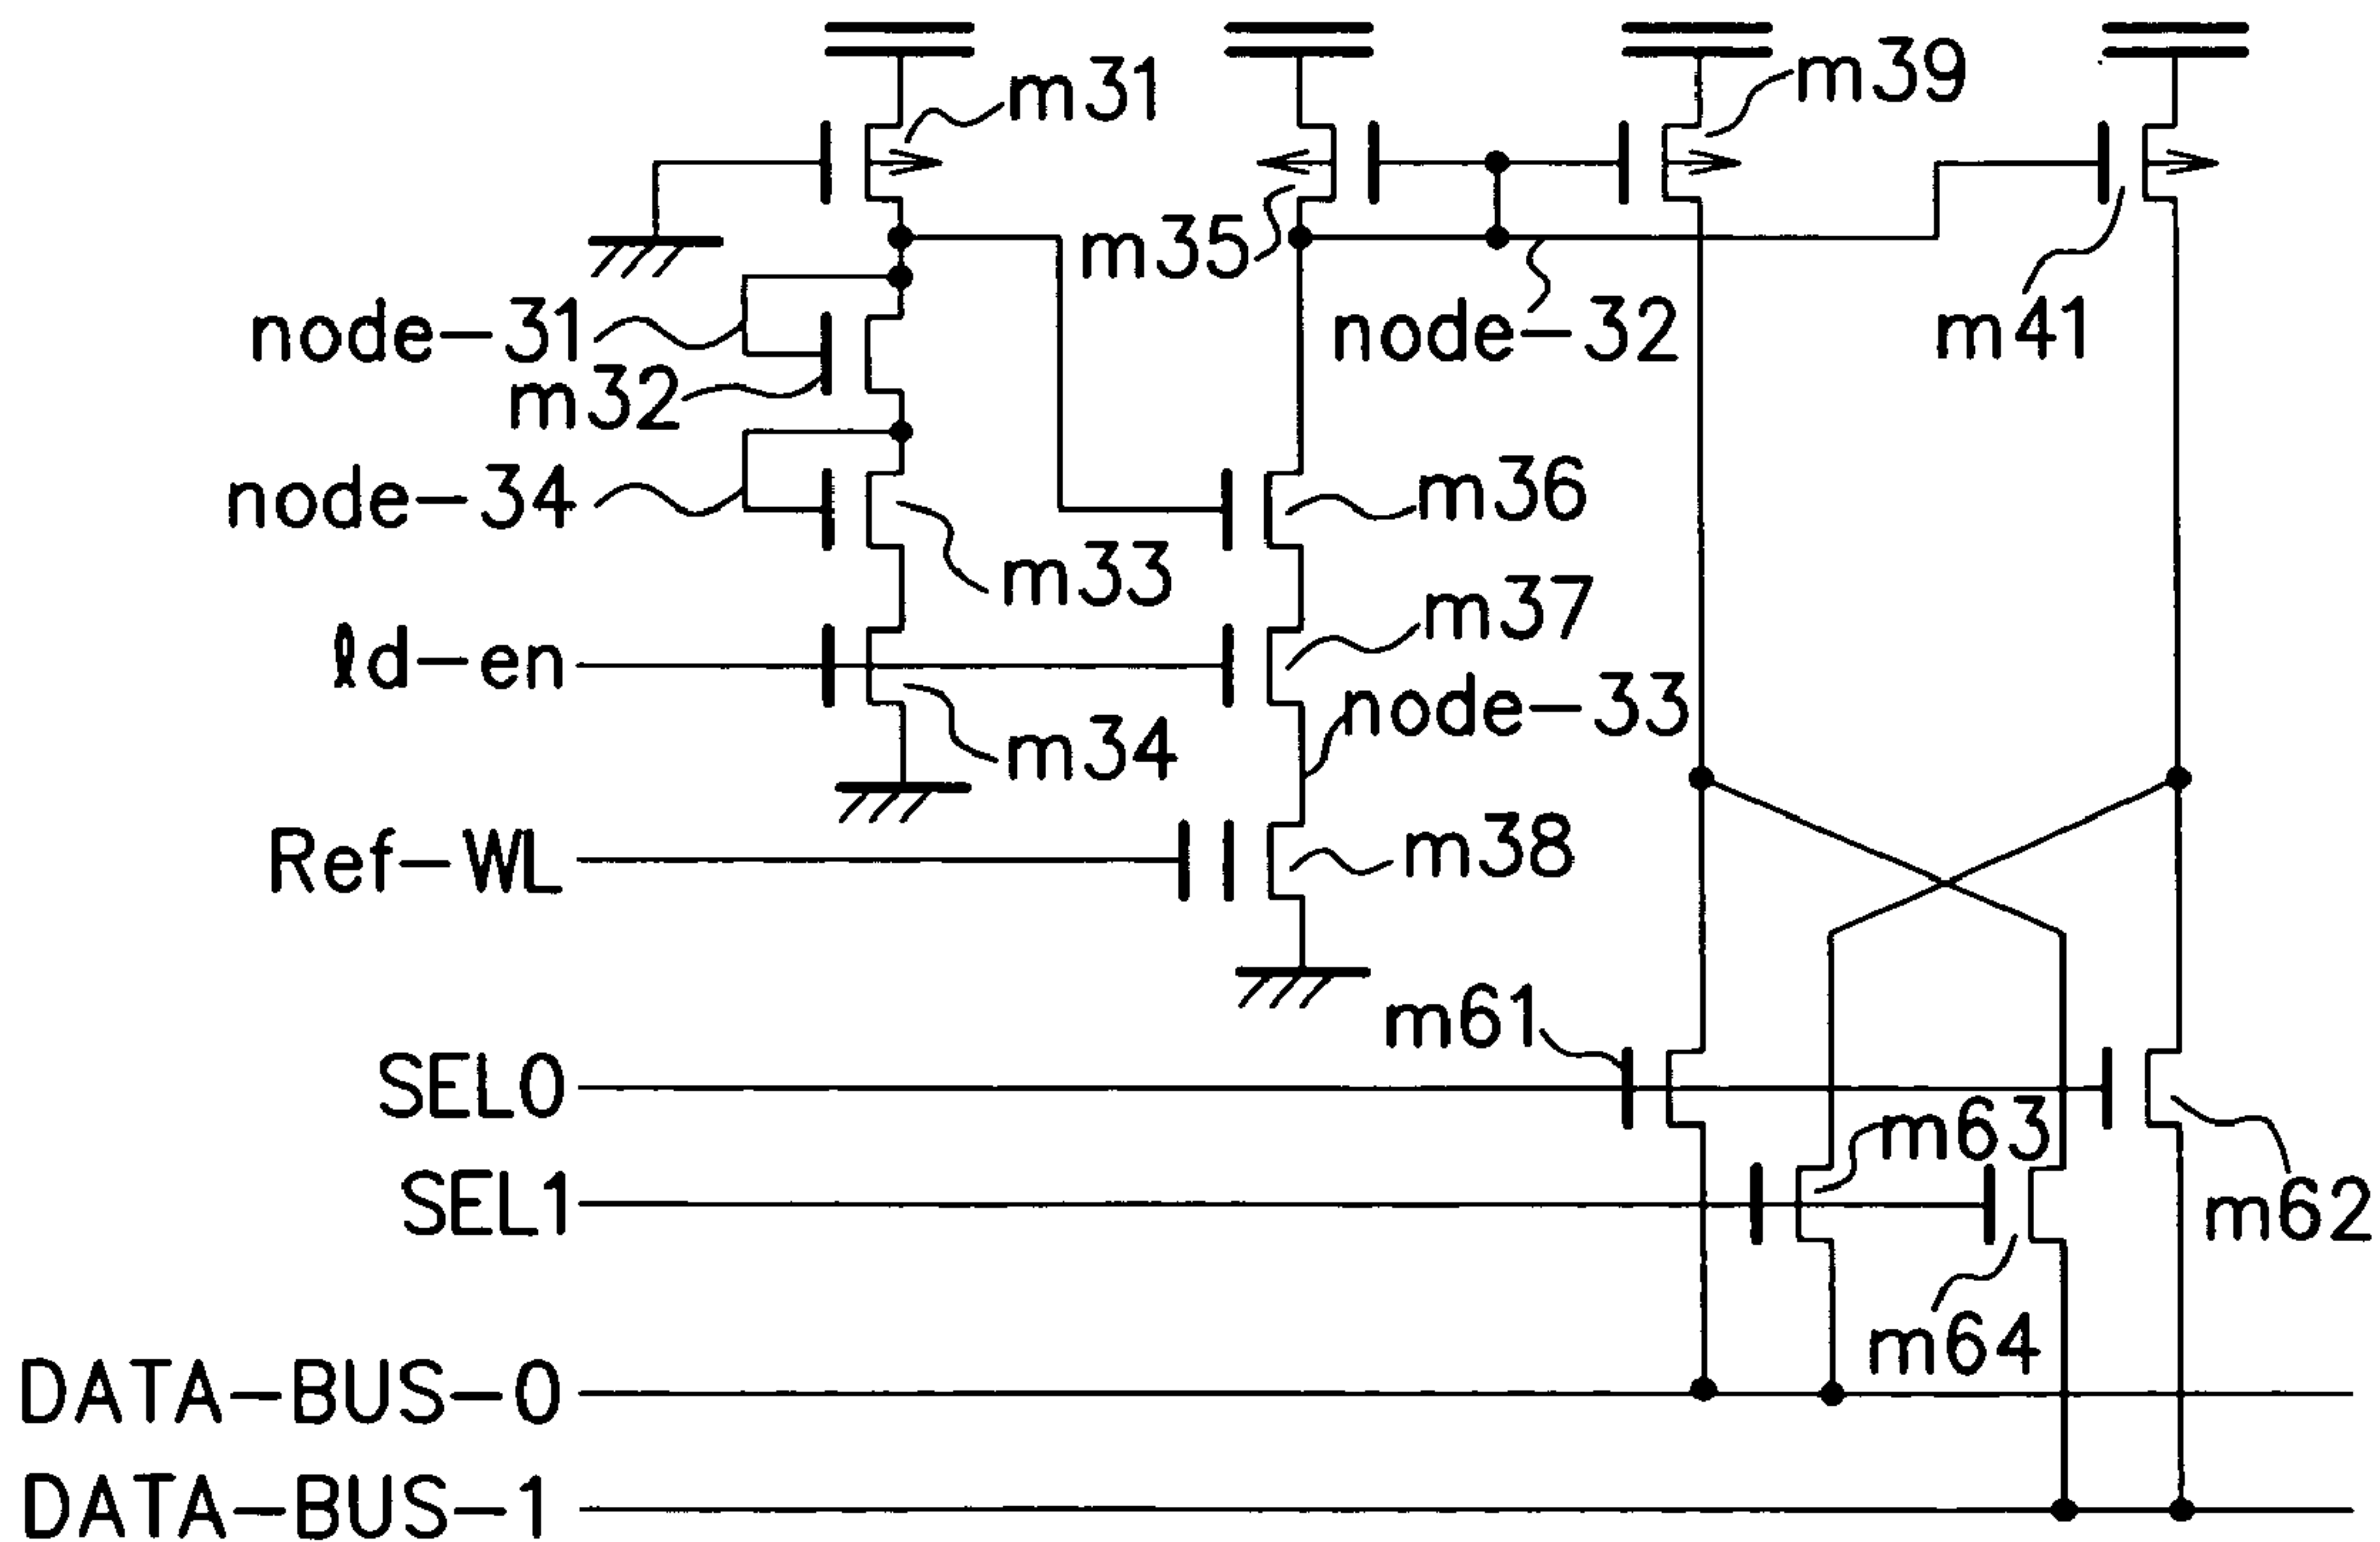 m31
m39
m35
node-31
node-32
m41
m32
node-34
m36
m33
m37
ℓd-en
node-33
m34
Ref-WL
m38
m61
SEL0
m63
SEL1
m62
m64
DATA-BUS-0
DATA-BUS-1